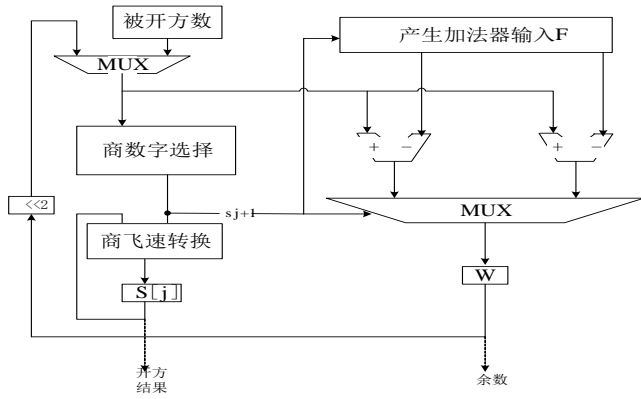 被开方数
产生加法器输入F
MUX
商数字选择
+ -
+ -
<<2
sj+1
MUX
商飞速转换
W
S[j]
开方
结果
余数